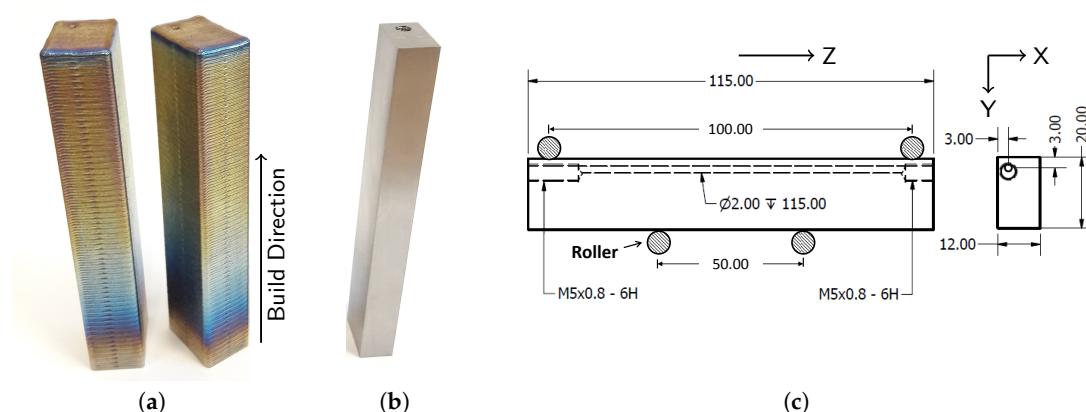 Build Direction
Z
115.00
100.00
X
Y
3.00
3.00
20.00
Ø2.00 ↧ 115.00
Roller
50.00
12.00
M5x0.8 - 6H
M5x0.8 - 6H
(a)
(b)
(c)